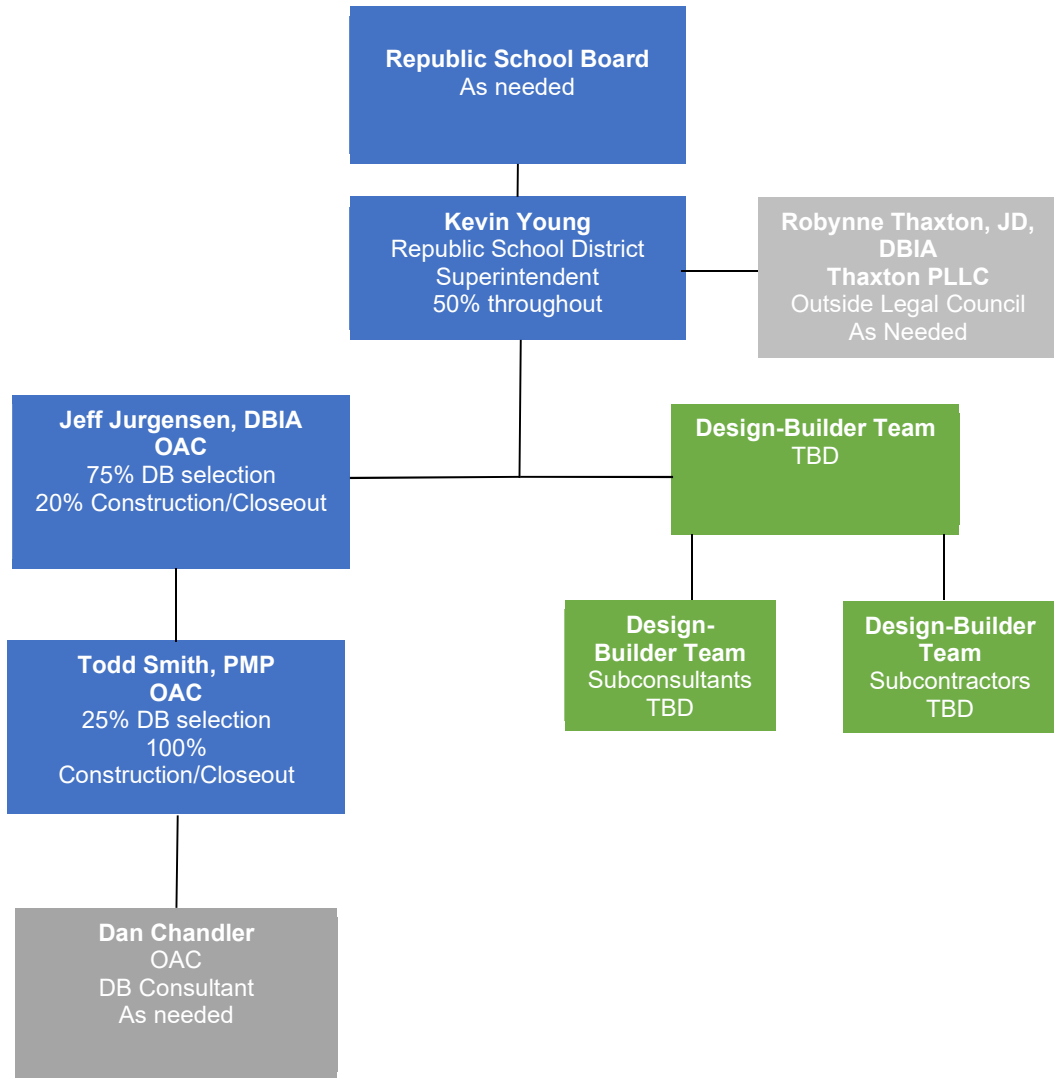 Republic School Board
As needed
Kevin Young
Republic School District
Superintendent
50% throughout
Robynne Thaxton, JD,
DBIA
Thaxton PLLC
Outside Legal Council
As Needed
Jeff Jurgensen, DBIA
OAC
75% DB selection
20% Construction/Closeout
Design-Builder Team
TBD
Todd Smith, PMP
OAC
25% DB selection
100%
Construction/Closeout
Design-
Builder Team
Subconsultants
TBD
Design-Builder
Team
Subcontractors
TBD
Dan Chandler
OAC
DB Consultant
As needed